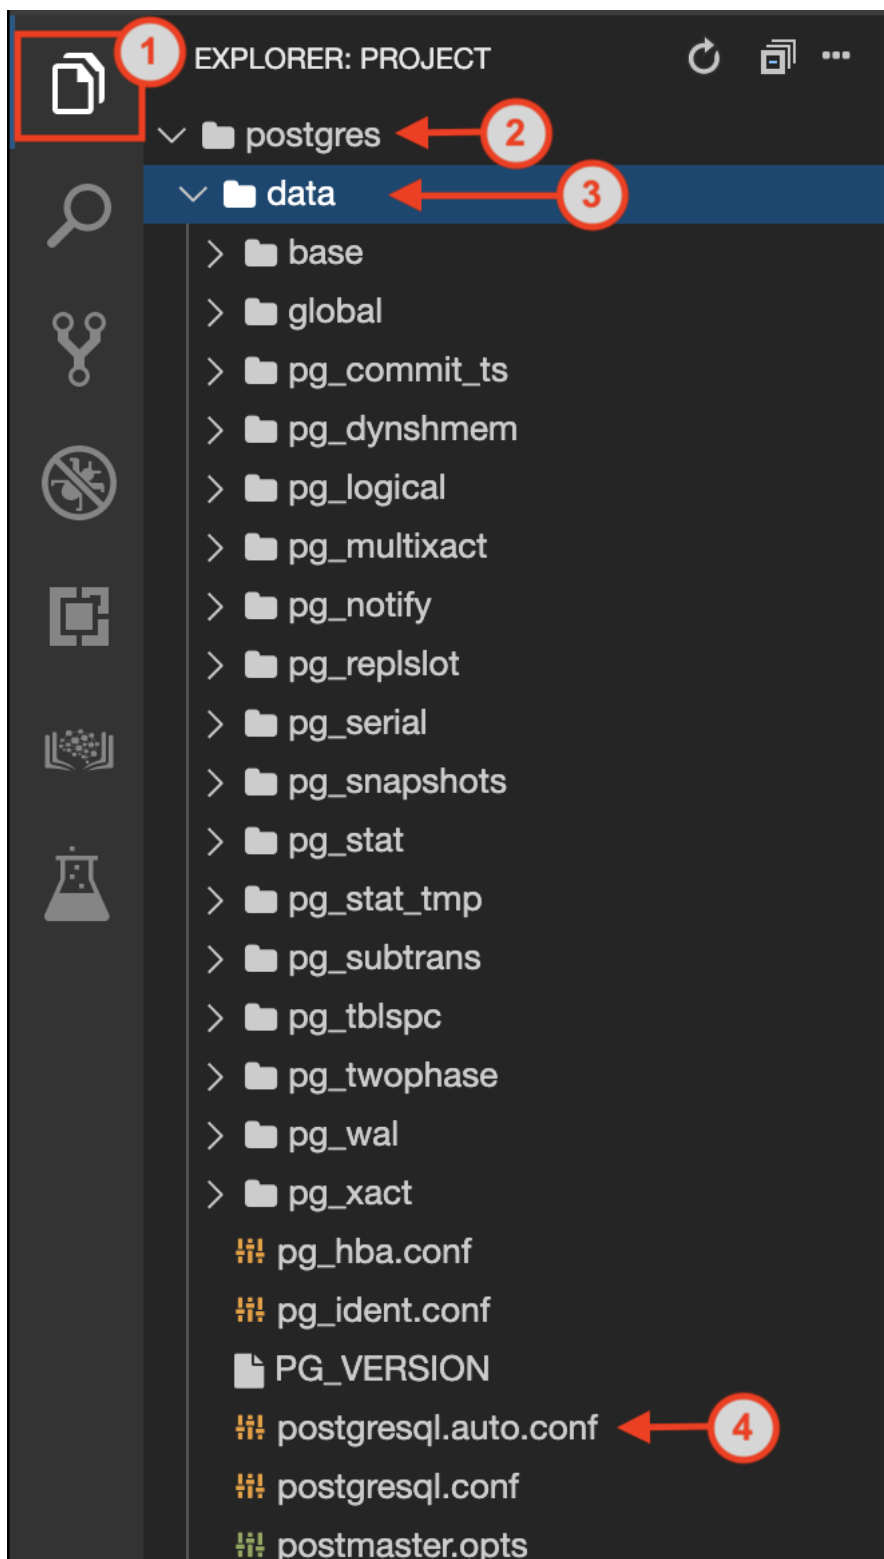 1 EXPLORER: PROJECT
postgres 2
data 3
base
global
pg_commit_ts
pg_dynshmem
pg_logical
pg_multixact
pg_notify
pg_replslot
pg_serial
pg_snapshots
pg_stat
pg_stat_tmp
pg_subtrans
pg_tblspc
pg_twophase
pg_wal
pg_xact
pg_hba.conf
pg_ident.conf
PG_VERSION
postgresql.auto.conf 4
postgresql.conf
postmaster.opts